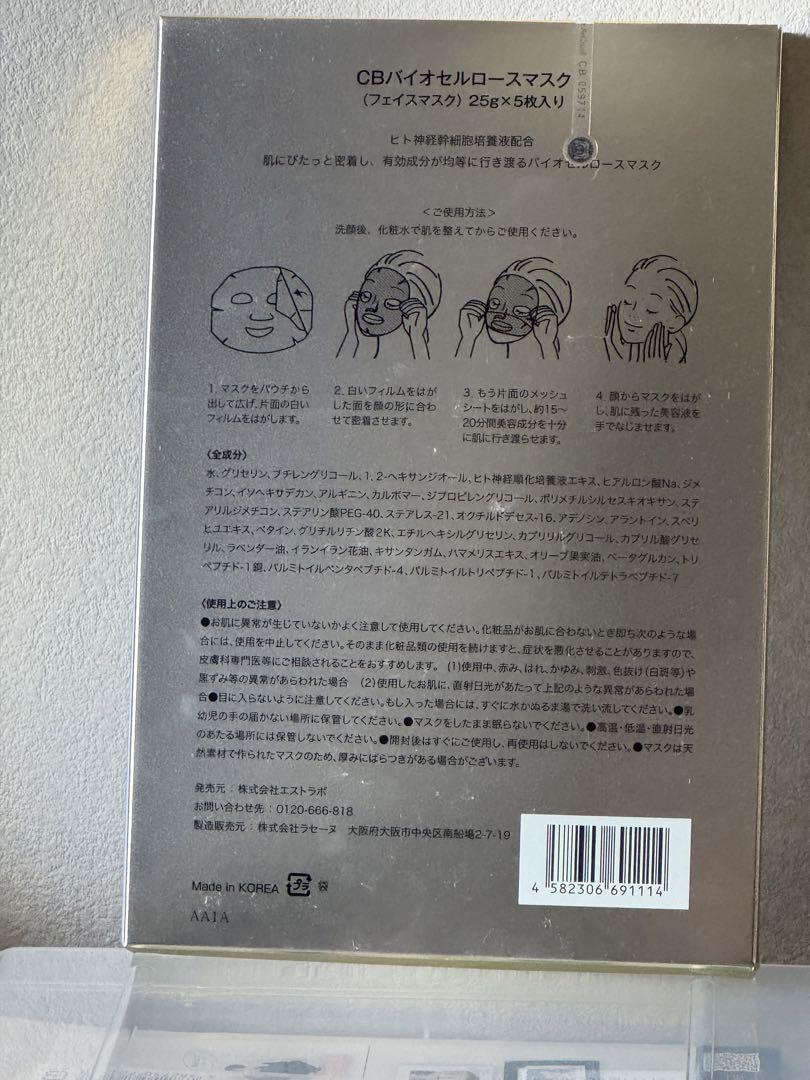 CB 059714
CBバイオセルロースマスク
(フェイスマスク) 25g×5枚入り
ヒト神経幹細胞培養液配合
肌にぴたっと密着し、有効成分が均等に行き渡るバイオセルロースマスク
＜ご使用方法＞
洗顔後、化粧水で肌を整えてからご使用ください。
1. マスクをパウチから
出して広げ、片面の白い
フィルムをはがします。
2. 白いフィルムをはが
した面を顔の形に合わ
せて密着させます。
3. もう片面のメッシュ
シートをはがし、約15～
20分間美容成分を十分
に肌に行き渡らせます。
4. 顔からマスクをはが
し、肌に残った美容液を
手でなじませます。
〈全成分〉
水、グリセリン、ブチレングリコール、1, 2-ヘキサンジオール、ヒト神経順化培養液エキス、ヒアルロン酸Na、ジメ
チコン、イソヘキサデカン、アルギニン、カルボマー、ジプロピレングリコール、ポリメチルシルセスキオキサン、ステ
アリルジメチコン、ステアリン酸PEG-40、ステアレス-21、オクチルドデセス-16、アデノシン、アラントイン、スベリ
ヒユエキス、ベタイン、グリチルリチン酸2K、エチルヘキシルグリセリン、カプリリルグリコール、カプリル酸グリセ
リル、ラベンダー油、イランイラン花油、キサンタンガム、ハマメリスエキス、オリーブ果実油、ベータグルカン、トリ
ペプチド-1銅、パルミトイルペンタペプチド-4、パルミトイルトリペプチド-1、パルミトイルテトラペプチド-7
〈使用上のご注意〉
●お肌に異常が生じていないかよく注意して使用してください。化粧品がお肌に合わないとき即ち次のような場
合には、使用を中止してください。そのまま化粧品類の使用を続けますと、症状を悪化させることがありますので、
皮膚科専門医等にご相談されることをおすすめします。 (1)使用中、赤み、はれ、かゆみ、刺激、色抜け(白斑等)や
黒ずみ等の異常があらわれた場合 (2)使用したお肌に、直射日光があたって上記のような異常があらわれた場
合●目に入らないように注意してください。もし入った場合には、すぐに水かぬるま湯で洗い流してください。●乳
幼児の手の届かない場所に保管してください。●マスクをしたまま眠らないでください。●高温・低温・直射日光
のあたる場所には保管しないでください。●開封後はすぐにご使用し、再使用はしないでください。●マスクは天
然素材で作られたマスクのため、厚みにばらつきがある場合がございます。
発売元 : 株式会社エストラボ
お問い合わせ先 : 0120-666-818
製造販売元 : 株式会社ラセーヌ 大阪府大阪市中央区南船場2-7-19
Made in KOREA プラ 袋
AA1A
4 582306 691114